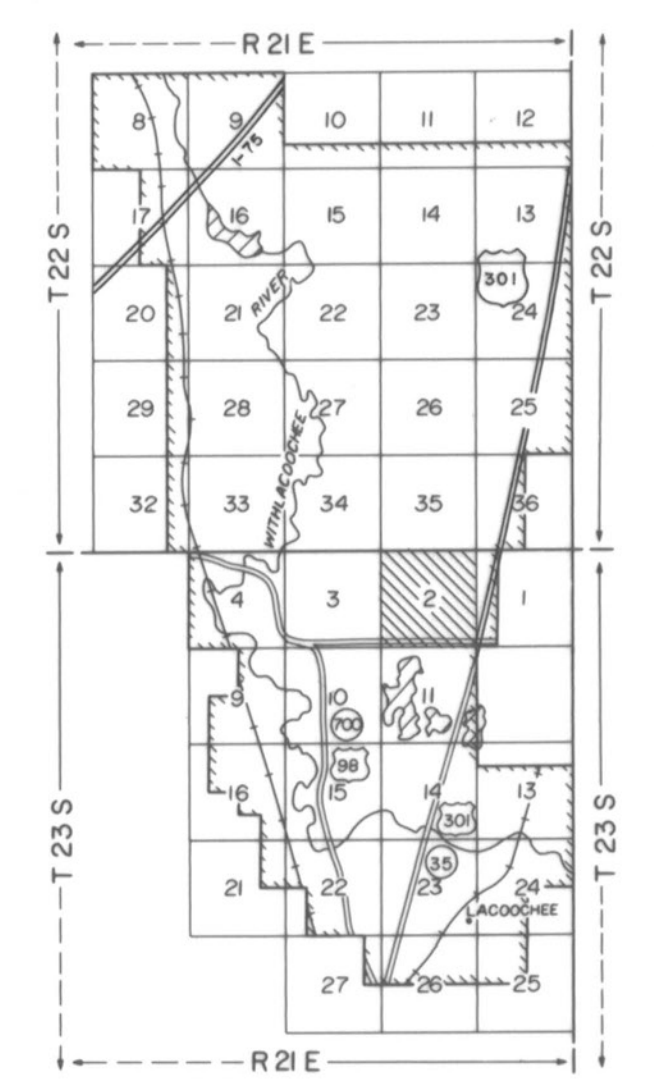 R 21 E
8 9 10 11 12
I-75
17 16 15 14 13
T 22 S
T 22 S
RIVER
301
20 21 22 23 24
29 28 27 26 25
WITHLACOOCHEE
32 33 34 35 36
4 3 2 1
9 10 11
700
98
16 15 14 13
301
T 23 S
T 23 S
35
21 22 23 24
LACOOCHEE
27 26 25
R 21 E